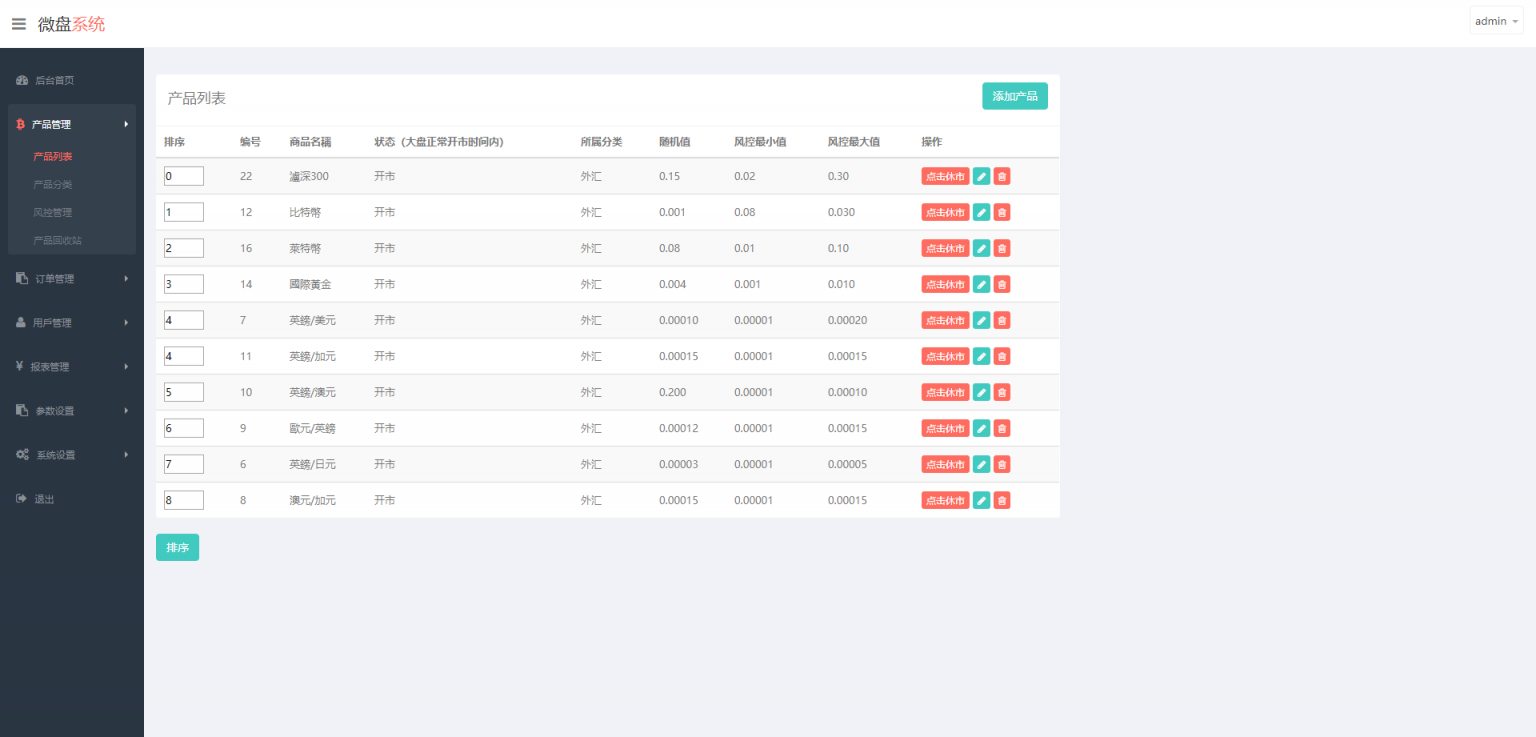 微盘系统
admin
后台首页
产品管理
产品列表
产品分类
风控管理
产品回收站
订单管理
用戶管理
¥ 报表管理
参数设置
系统设置
退出
产品列表
添加产品
排序 编号 商品名稱 状态（大盘正常开市时间内） 所属分类 随机值 风控最小值 风控最大值 操作
0 22 瀘深300 开市 外汇 0.15 0.02 0.30 点击休市
1 12 比特幣 开市 外汇 0.001 0.08 0.030 点击休市
2 16 萊特幣 开市 外汇 0.08 0.01 0.10 点击休市
3 14 國際黃金 开市 外汇 0.004 0.001 0.010 点击休市
4 7 英鎊/美元 开市 外汇 0.00010 0.00001 0.00020 点击休市
4 11 英鎊/加元 开市 外汇 0.00015 0.00001 0.00015 点击休市
5 10 英鎊/澳元 开市 外汇 0.200 0.00001 0.00010 点击休市
6 9 歐元/英鎊 开市 外汇 0.00012 0.00001 0.00015 点击休市
7 6 英鎊/日元 开市 外汇 0.00003 0.00001 0.00005 点击休市
8 8 澳元/加元 开市 外汇 0.00015 0.00001 0.00015 点击休市
排序